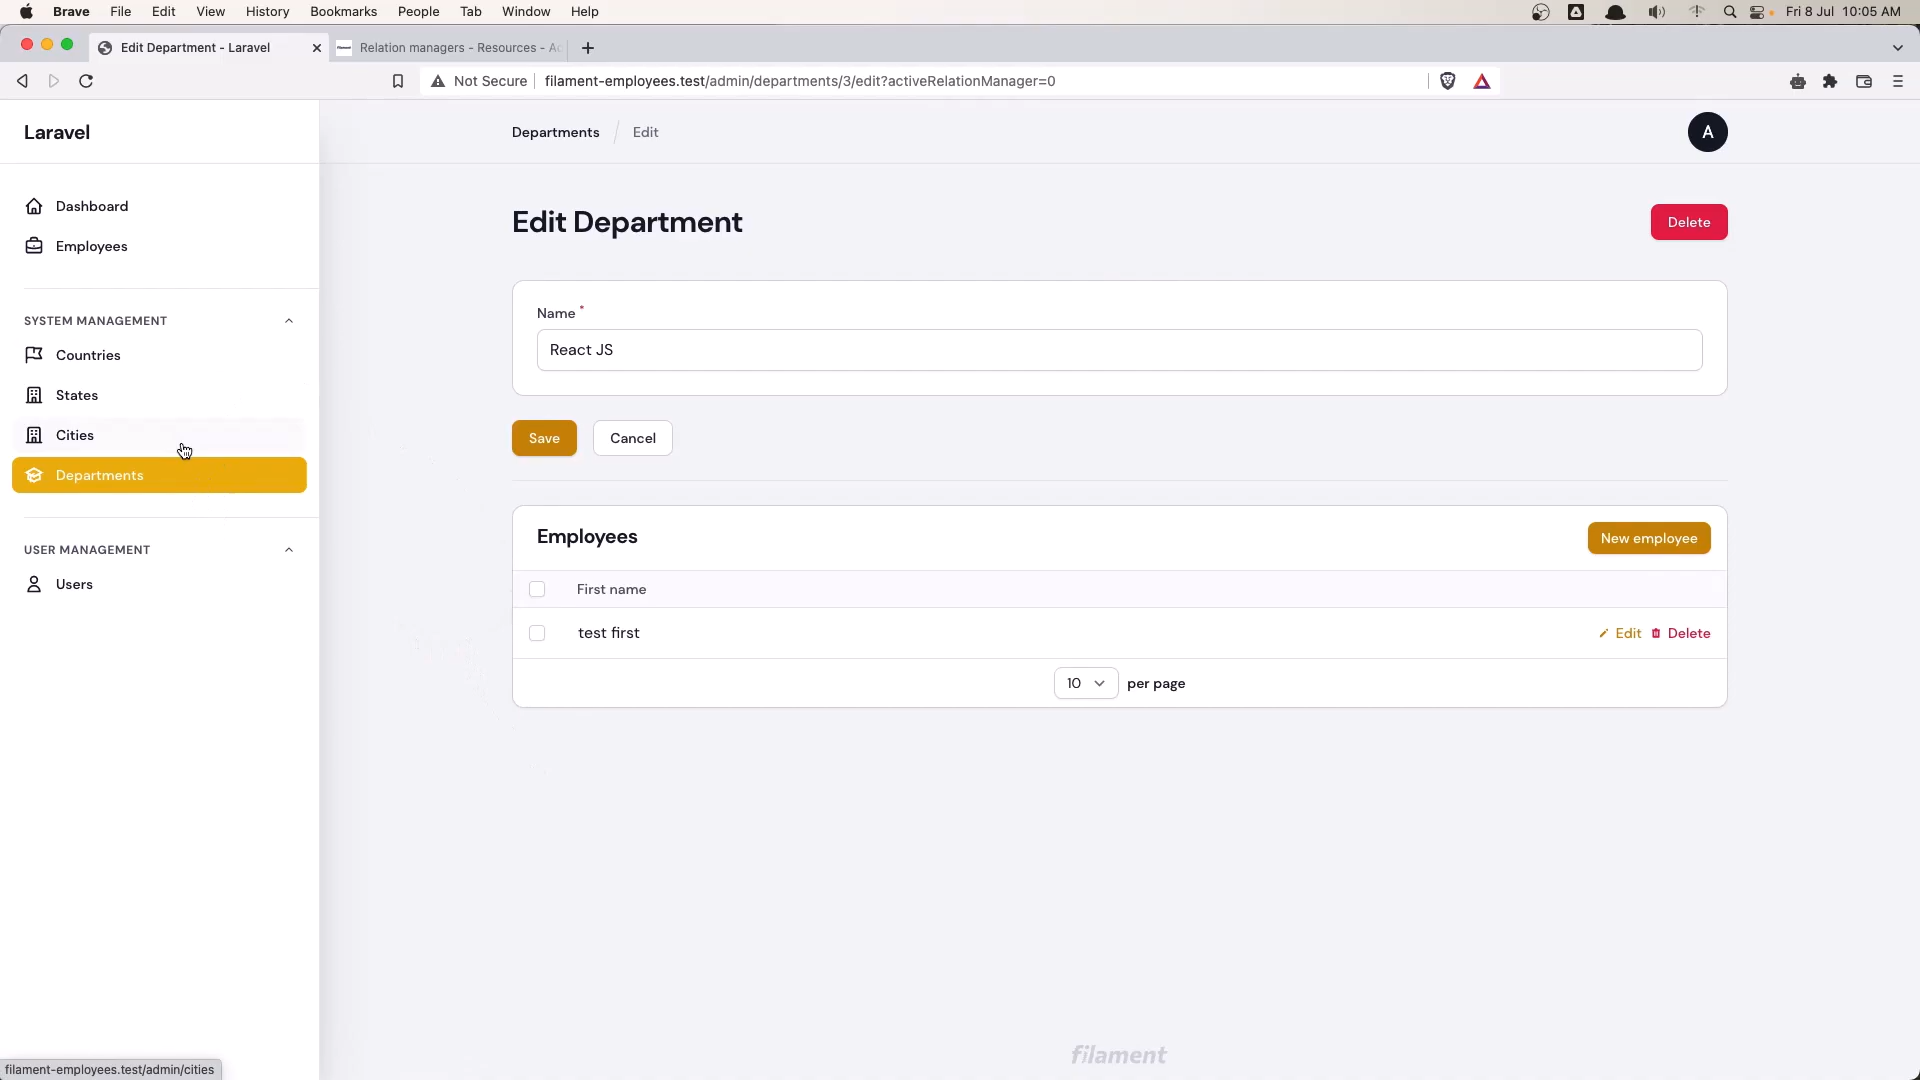 Brave File Edit View History Bookmarks People Tab Window Help Fri 8 Jul 10:05 AM
Edit Department - Laravel Relation managers - Resources - Ad
Not Secure filament-employees.test/admin/departments/3/edit?activeRelationManager=0
Laravel
Departments Edit
A
Dashboard
Employees
Edit Department
Delete
SYSTEM MANAGEMENT
Countries
States
Cities
Departments
USER MANAGEMENT
Users
Name *
React JS
Save Cancel
Employees
New employee
First name
test first Edit Delete
10 per page
filament
filament-employees.test/admin/cities